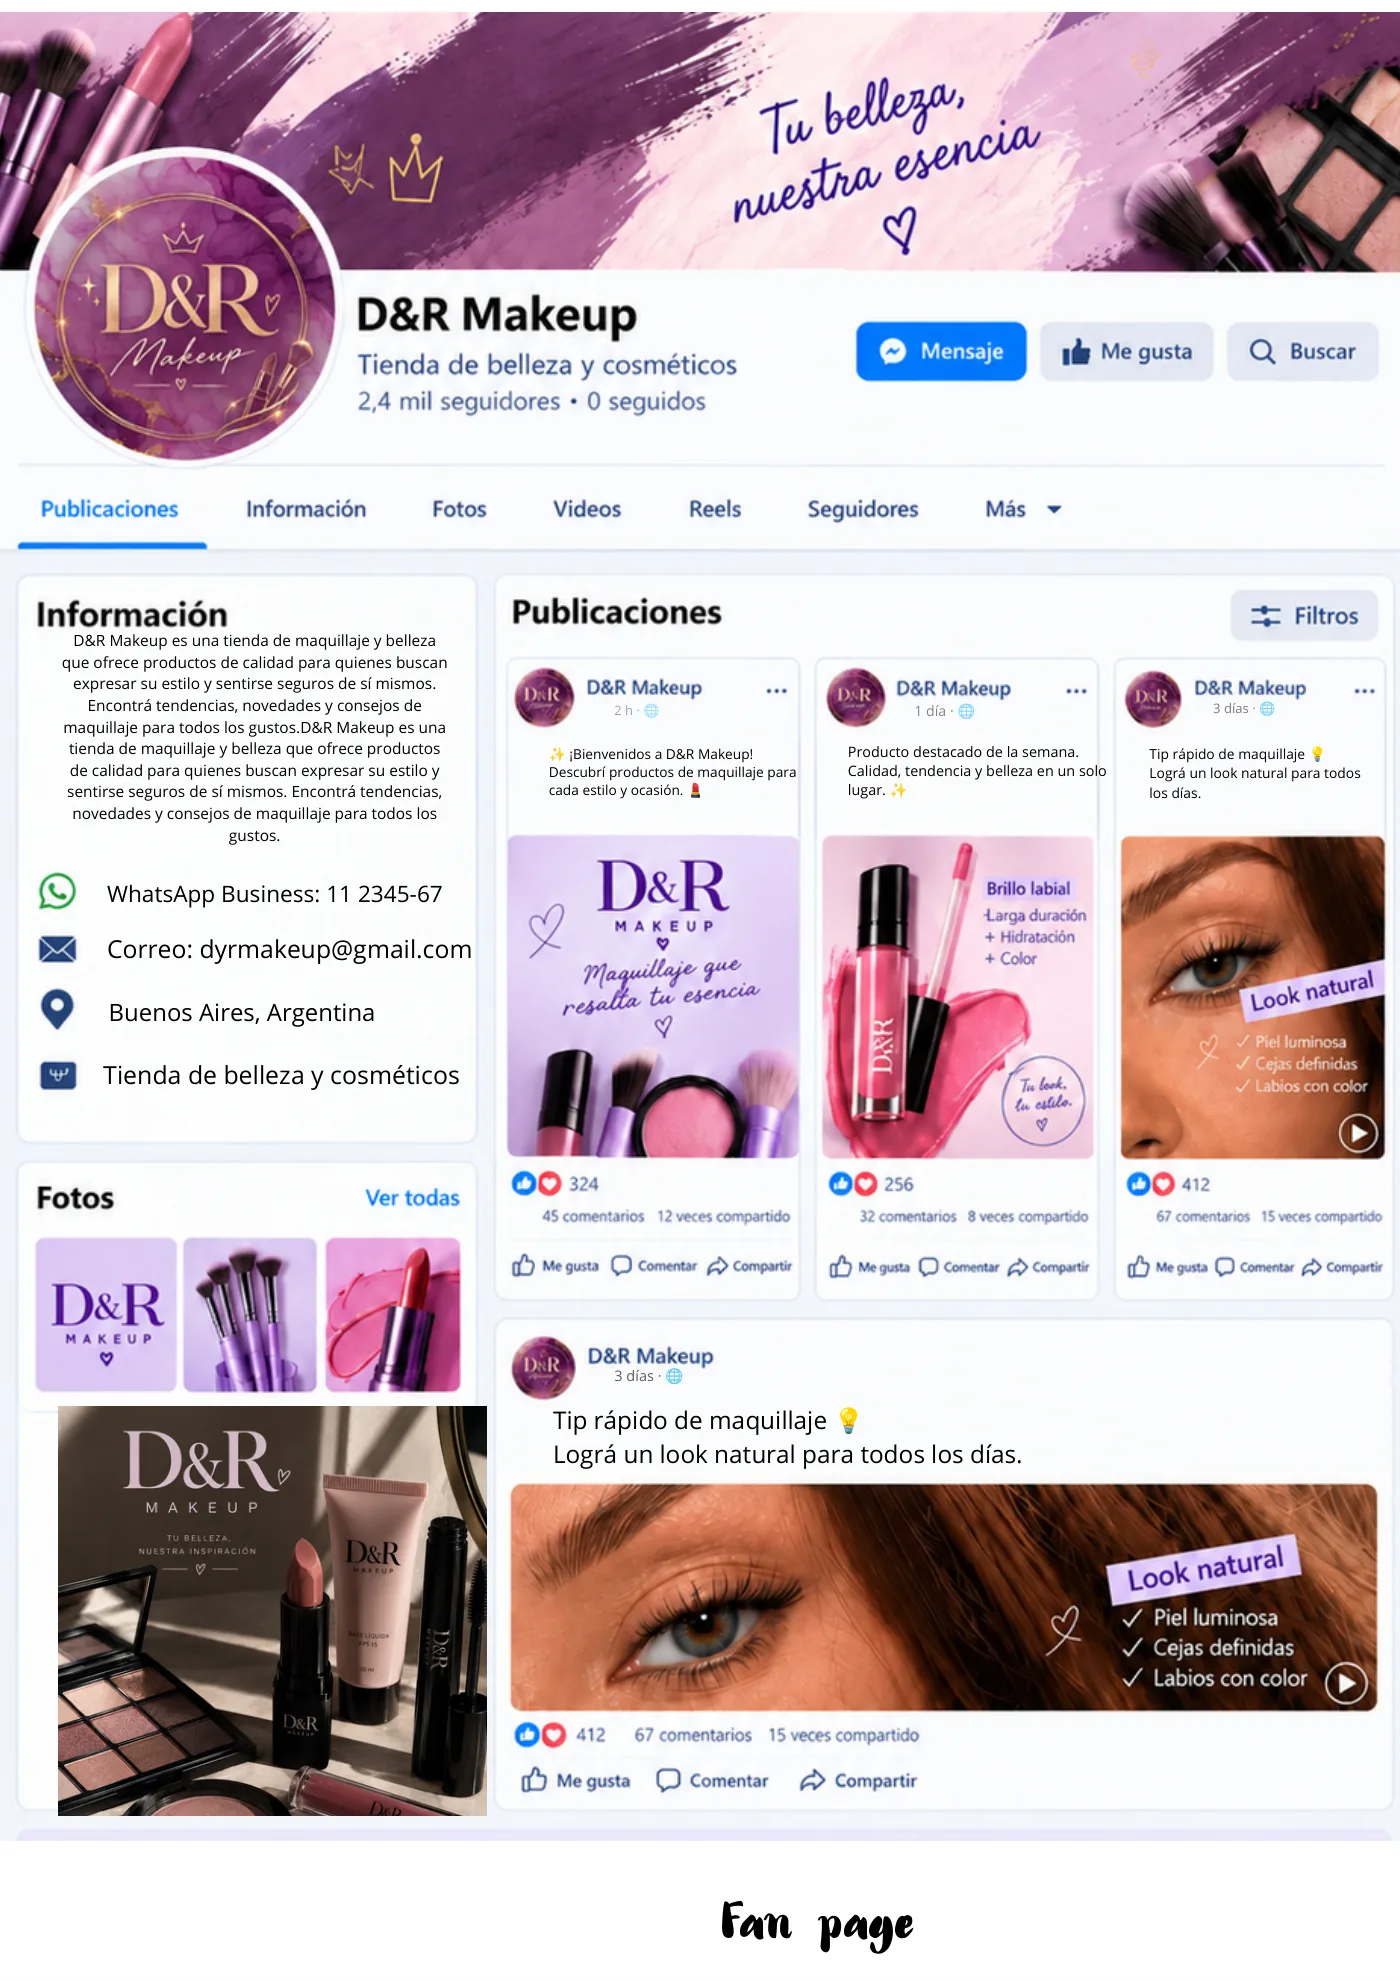 Tu belleza,
nuestra esencia
D&R
Makeup
D&R Makeup
Tienda de belleza y cosméticos
2,4 mil seguidores • 0 seguidos
Mensaje
Me gusta
Buscar
Publicaciones
Información
Fotos
Videos
Reels
Seguidores
Más
Información
D&R Makeup es una tienda de maquillaje y belleza
que ofrece productos de calidad para quienes buscan
expresar su estilo y sentirse seguros de sí mismos.
Encontrá tendencias, novedades y consejos de
maquillaje para todos los gustos.D&R Makeup es una
tienda de maquillaje y belleza que ofrece productos
de calidad para quienes buscan expresar su estilo y
sentirse seguros de sí mismos. Encontrá tendencias,
novedades y consejos de maquillaje para todos los
gustos.
WhatsApp Business: 11 2345-67
Correo: dyrmakeup@gmail.com
Buenos Aires, Argentina
Tienda de belleza y cosméticos
Fotos
Ver todas
D&R
MAKEUP
D&R
MAKEUP
TU BELLEZA,
NUESTRA INSPIRACIÓN
D&R
MAKEUP
BASE LÍQUIDA
FPS 15
30 ml
D&R
MAKEUP
D&R
D&R
Publicaciones
Filtros
D&R
D&R Makeup
2 h · 🌐
✨ ¡Bienvenidos a D&R Makeup!
Descubrí productos de maquillaje para
cada estilo y ocasión. 💄
D&R
MAKEUP
Maquillaje que
resalta tu esencia
324
45 comentarios 12 veces compartido
Me gusta Comentar Compartir
D&R
D&R Makeup
1 día · 🌐
Producto destacado de la semana.
Calidad, tendencia y belleza en un solo
lugar. ✨
Brillo labial
-Larga duración
+ Hidratación
+ Color
D&R
Tu look,
tu estilo.
256
32 comentarios 8 veces compartido
Me gusta Comentar Compartir
D&R
D&R Makeup
3 días · 🌐
Tip rápido de maquillaje 💡
Lográ un look natural para todos
los días.
Look natural
✓ Piel luminosa
✓ Cejas definidas
✓ Labios con color
412
67 comentarios 15 veces compartido
Me gusta Comentar Compartir
D&R
D&R Makeup
3 días · 🌐
Tip rápido de maquillaje 💡
Lográ un look natural para todos los días.
Look natural
✓ Piel luminosa
✓ Cejas definidas
✓ Labios con color
412 67 comentarios 15 veces compartido
Me gusta Comentar Compartir
Fan page